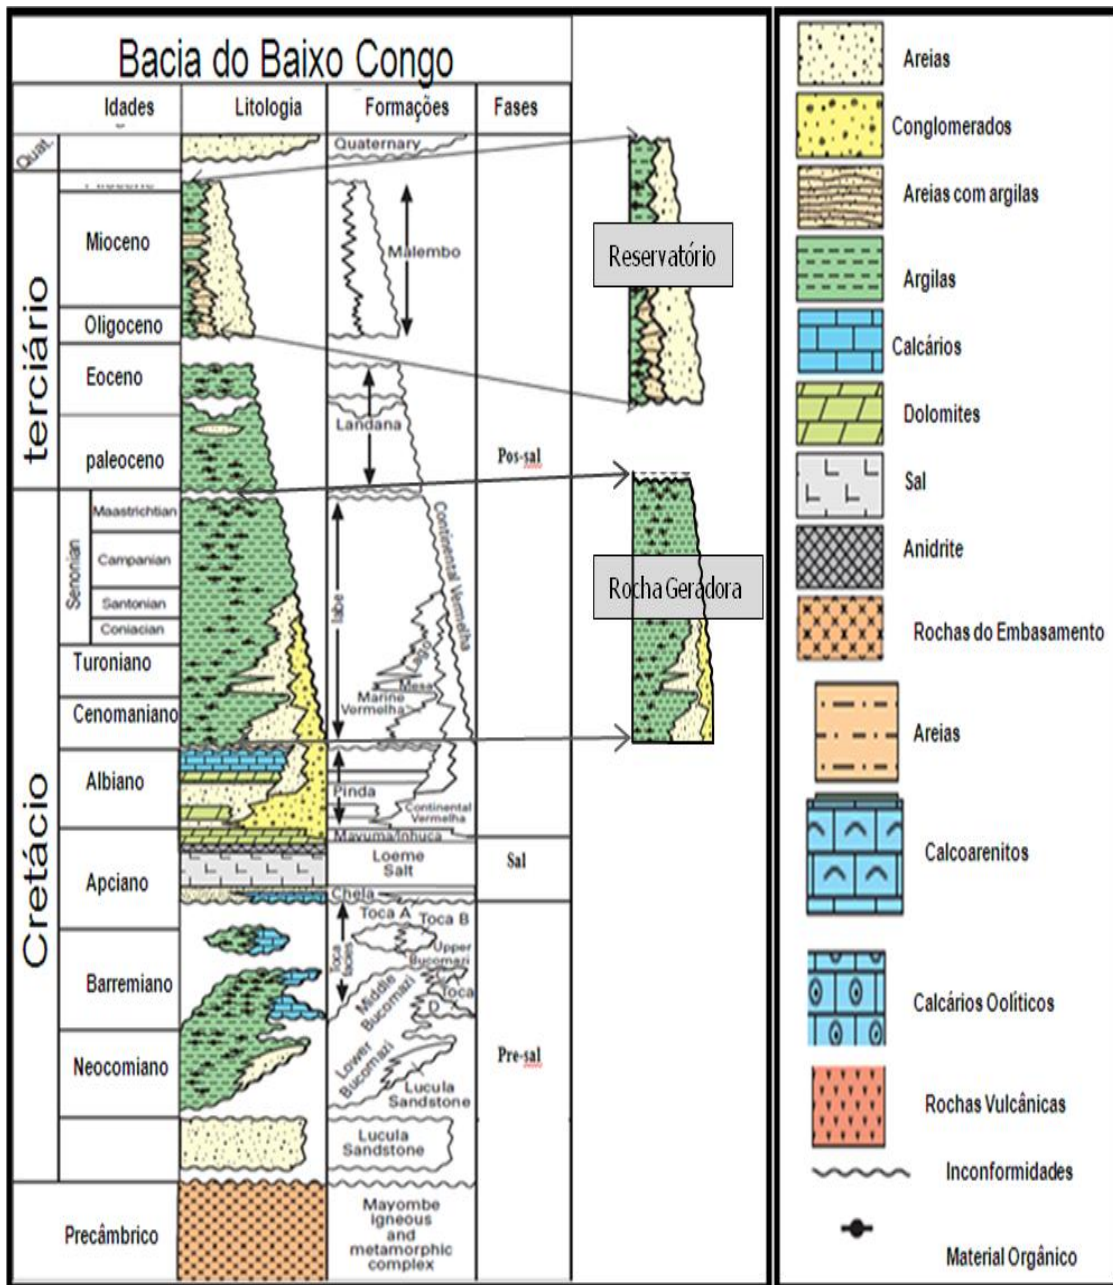 Bacia do Baixo Congo
Idades
Litologia
Formações
Fases
Quat.
Quaternary
terciário
Mioceno
Malembo
Oligoceno
Eoceno
Landana
paleoceno
Pos-sal
Cretácio
Senonian
Maastrichtian
Campanian
Santonian
Coniacian
Turoniano
Cenomaniano
Iabe
Continental Vermelha
Lago
Mesa
Marine
Vermelha
Albiano
Pinda
Continental
Vermelha
Mavuma/Inhuca
Apciano
Loeme
Salt
Sal
Chela
Toca A
Toca B
Toca
facies
Upper
Bucomazi
Barremiano
Middle
Bucomazi
C
Toca
D
Neocomiano
Lower
Bucomazi
Lucula
Sandstone
Pre-sal
Lucula
Sandstone
Precâmbrico
Mayombe
igneous
and
metamorphic
complex
Reservatório
Rocha Geradora
Areias
Conglomerados
Areias com argilas
Argilas
Calcários
Dolomites
Sal
Anidrite
Rochas do Embasamento
Areias
Calcoarenitos
Calcários Oolíticos
Rochas Vulcânicas
Inconformidades
Material Orgânico